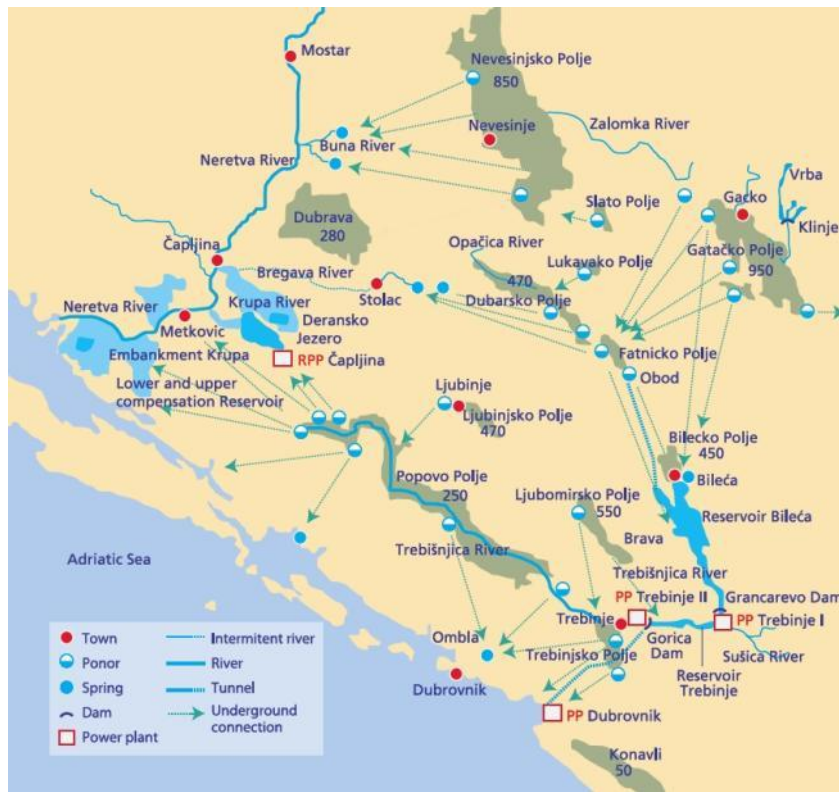 Mostar
Nevesinjsko Polje
850
Nevesinje
Zalomka River
Buna River
Neretva River
Vrba
Gacko
Slato Polje
Klinje
Dubrava
280
Opačica River
Gatačko Polje
950
Čapljina
Lukavako Polje
470
Bregava River
Stolac
Dubarsko Polje
Neretva River
Krupa River
Metkovic
Deransko
Jezero
Fatnicko Polje
Embankment Krupa
RPP Čapljina
Obod
Lower and upper
compensation Reservoir
Ljubinje
Ljubinjsko Polje
470
Bilecko Polje
450
Bileća
Popovo Polje
250
Ljubomirsko Polje
550
Reservoir Bileća
Brava
Trebišnjica River
Adriatic Sea
Trebišnjica River
PP Trebinje II
Grancarevo Dam
Trebinje
PP Trebinje I
Gorica
Dam
Ombla
Trebinjsko Polje
Sušica River
Reservoir
Trebinje
Dubrovnik
PP Dubrovnik
Konavli
50
Town
Ponor
Spring
Dam
Power plant
Intermitent river
River
Tunnel
Underground
connection